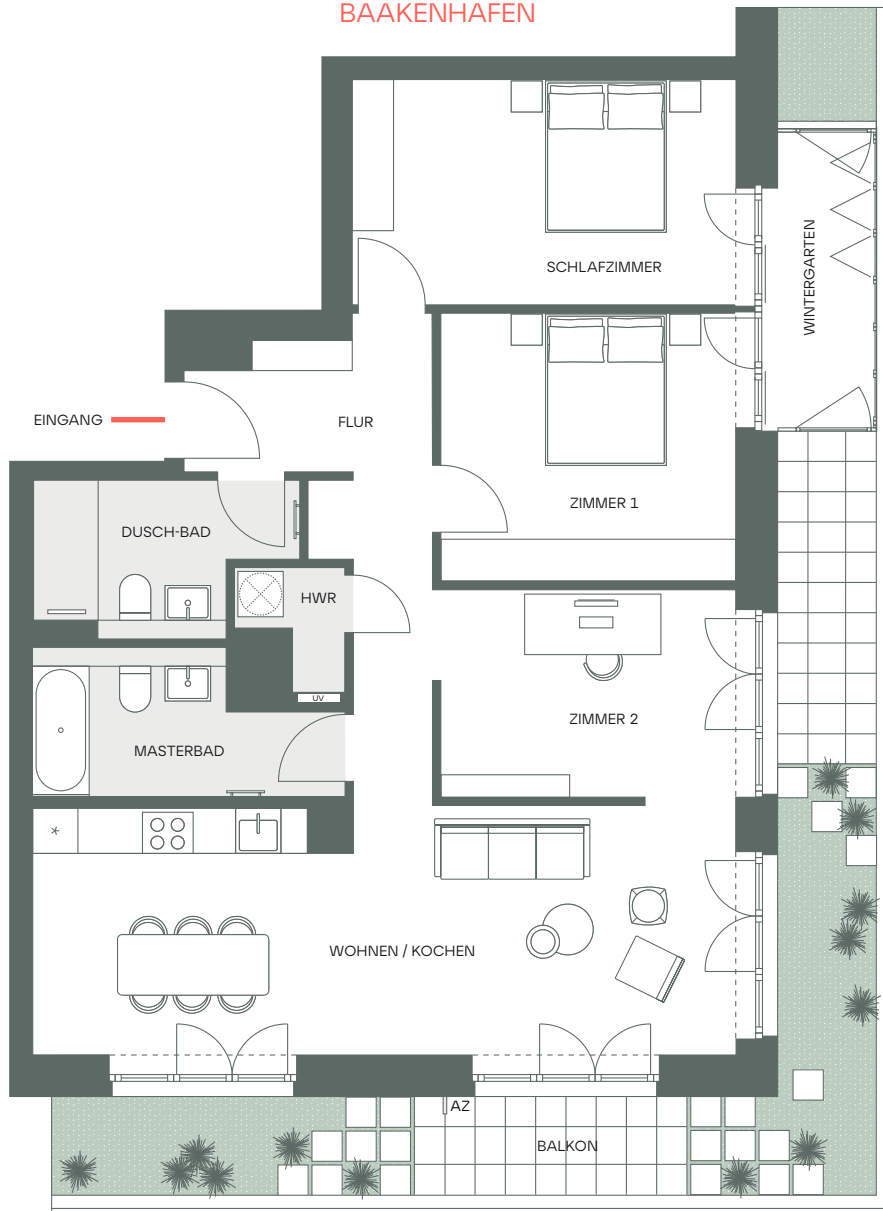 BAAKENHAFEN
SCHLAFZIMMER
WINTERGARTEN
EINGANG
FLUR
ZIMMER 1
DUSCH-BAD
HWR
UV
ZIMMER 2
MASTERBAD
*
WOHNEN / KOCHEN
AZ
BALKON